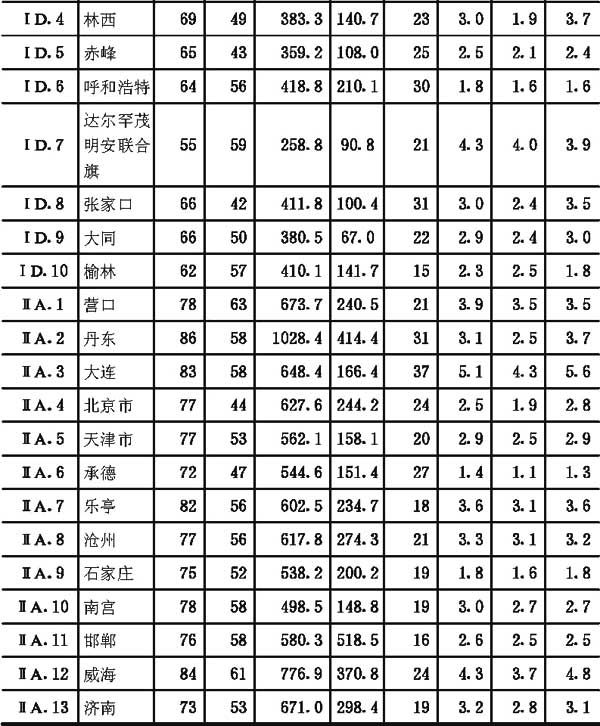 ⅠD.4 林西 69 49 383.3 140.7 23 3.0 1.9 3.7
ⅠD.5 赤峰 65 43 359.2 108.0 25 2.5 2.1 2.4
ⅠD.6 呼和浩特 64 56 418.8 210.1 30 1.8 1.6 1.6
达尔罕茂
ⅠD.7 明安联合 55 59 258.8 90.8 21 4.3 4.0 3.9
旗
ⅠD.8 张家口 66 42 411.8 100.4 31 3.0 2.4 3.5
ⅠD.9 大同 66 50 380.5 67.0 22 2.9 2.4 3.0
ⅠD.10 榆林 62 57 410.1 141.7 15 2.3 2.5 1.8
ⅡA.1 营口 78 63 673.7 240.5 21 3.9 3.5 3.5
ⅡA.2 丹东 86 58 1028.4 414.4 31 3.1 2.5 3.7
ⅡA.3 大连 83 58 648.4 166.4 37 5.1 4.3 5.6
ⅡA.4 北京市 77 44 627.6 244.2 24 2.5 1.9 2.8
ⅡA.5 天津市 77 53 562.1 158.1 20 2.9 2.5 2.9
ⅡA.6 承德 72 47 544.6 151.4 27 1.4 1.1 1.3
ⅡA.7 乐亭 82 56 602.5 234.7 18 3.6 3.1 3.6
ⅡA.8 沧州 77 56 617.8 274.3 21 3.3 3.1 3.2
ⅡA.9 石家庄 75 52 538.2 200.2 19 1.8 1.6 1.8
ⅡA.10 南宫 78 58 498.5 148.8 19 3.0 2.7 2.7
ⅡA.11 邯郸 76 58 580.3 518.5 16 2.6 2.5 2.5
ⅡA.12 威海 84 61 776.9 370.8 24 4.3 3.7 4.8
ⅡA.13 济南 73 53 671.0 298.4 19 3.2 2.8 3.1